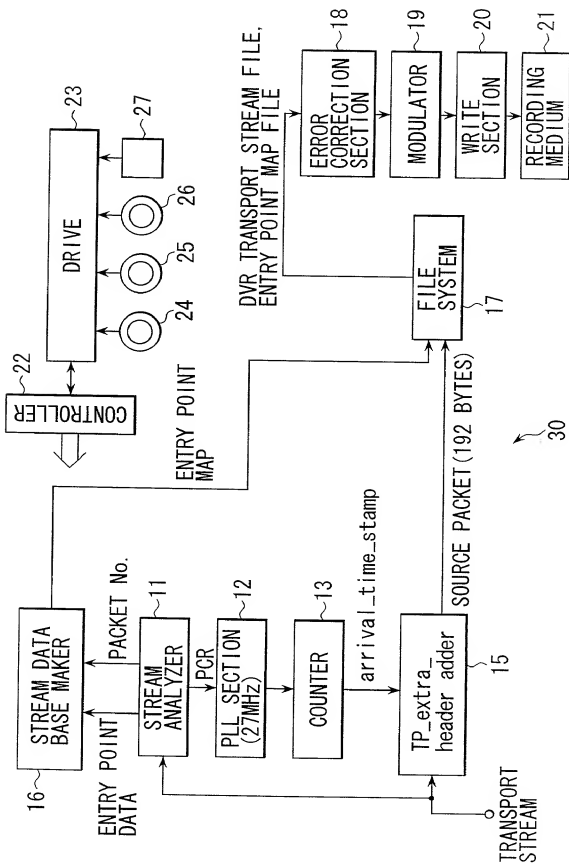 22
CONTROLLER
23
DRIVE
24
25
26
27
16
STREAM DATA
BASE MAKER
ENTRY POINT
DATA
PACKET No.
ENTRY POINT
MAP
11
STREAM
ANALYZER
PCR
12
PLL SECTION
(27MHz)
13
COUNTER
arrival_time_stamp
15
TP_extra_
header adder
TRANSPORT
STREAM
SOURCE PACKET(192 BYTES)
17
FILE
SYSTEM
DVR TRANSPORT STREAM FILE,
ENTRY POINT MAP FILE
18
ERROR
CORRECTION
SECTION
19
MODULATOR
20
WRITE
SECTION
21
RECORDING
MEDIUM
30